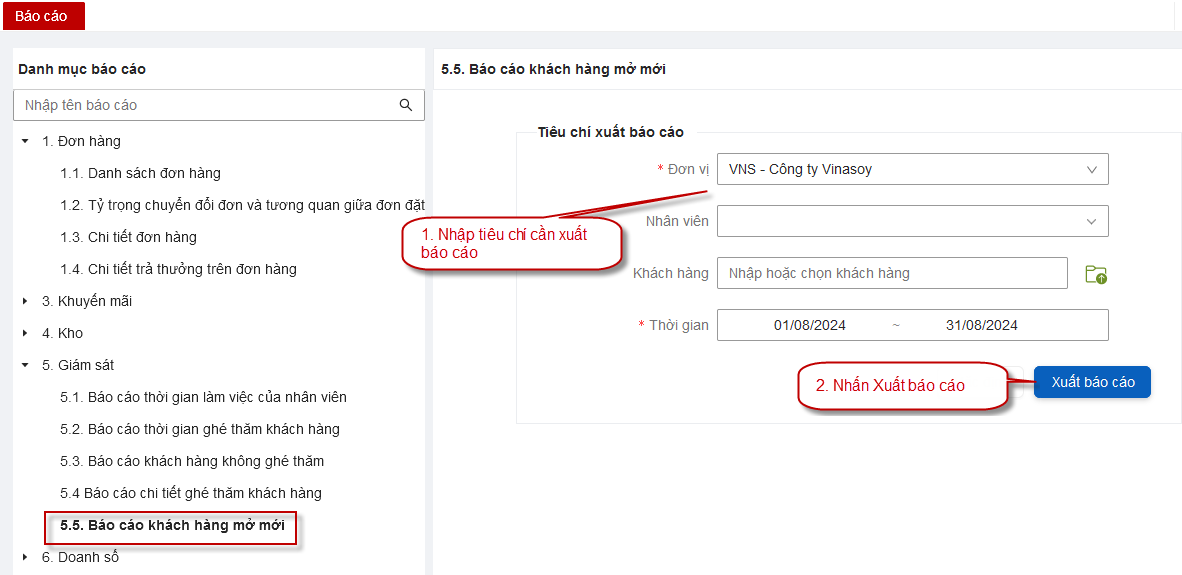 Báo cáo
Danh mục báo cáo
Nhập tên báo cáo
1. Đơn hàng
1.1. Danh sách đơn hàng
1.2. Tỷ trọng chuyển đổi đơn và tương quan giữa đơn đặt
1.3. Chi tiết đơn hàng
1.4. Chi tiết trả thưởng trên đơn hàng
3. Khuyến mãi
4. Kho
5. Giám sát
5.1. Báo cáo thời gian làm việc của nhân viên
5.2. Báo cáo thời gian ghé thăm khách hàng
5.3. Báo cáo khách hàng không ghé thăm
5.4 Báo cáo chi tiết ghé thăm khách hàng
5.5. Báo cáo khách hàng mở mới
6. Doanh số
5.5. Báo cáo khách hàng mở mới
Tiêu chí xuất báo cáo
* Đơn vị VNS - Công ty Vinasoy
Nhân viên
1. Nhập tiêu chí cần xuất
báo cáo
Khách hàng Nhập hoặc chọn khách hàng
* Thời gian 01/08/2024 ~ 31/08/2024
2. Nhấn Xuất báo cáo
Xuất báo cáo